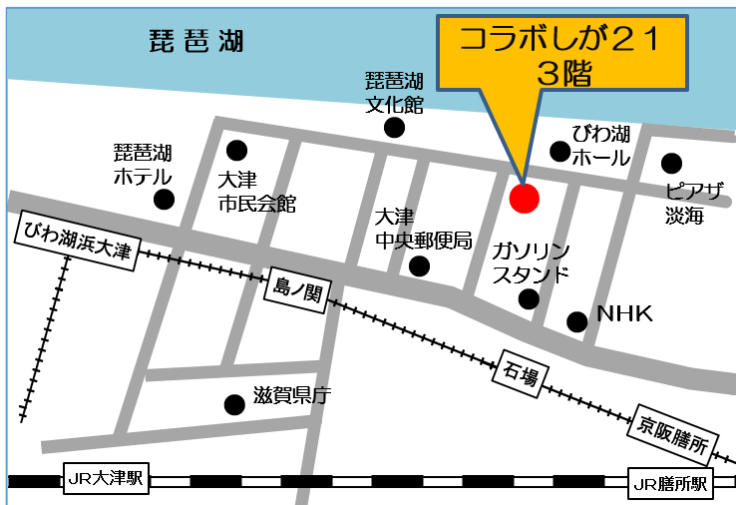 琵琶湖
コラボしが２１
３階
琵琶湖
文化館
びわ湖
ホール
琵琶湖
ホテル
大津
市民会館
ピアザ
淡海
大津
中央郵便局
ガソリン
スタンド
びわ湖浜大津
島ノ関
NHK
石場
滋賀県庁
京阪膳所
JR大津駅
JR膳所駅